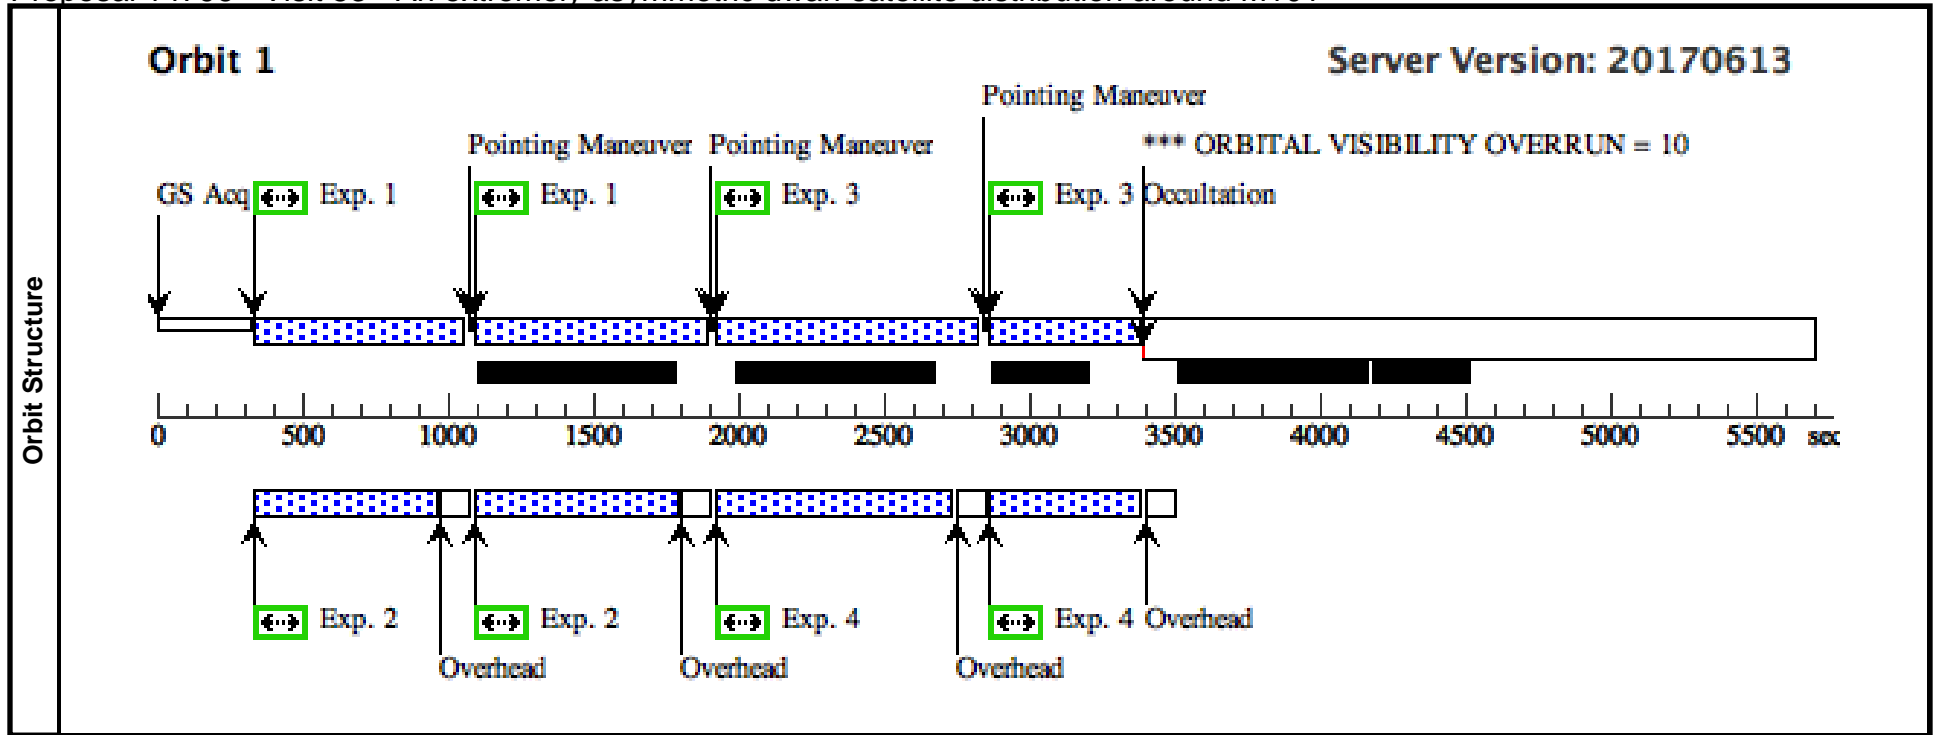 Orbit 1
Server Version: 20170613
Pointing Maneuver
Pointing Maneuver Pointing Maneuver
*** ORBITAL VISIBILITY OVERRUN = 10
GS Acq Exp. 1 Exp. 1 Exp. 3 Exp. 3 Occultation
Orbit Structure
0 500 1000 1500 2000 2500 3000 3500 4000 4500 5000 5500 sec
Exp. 2 Exp. 2 Exp. 4 Exp. 4 Overhead
Overhead Overhead Overhead